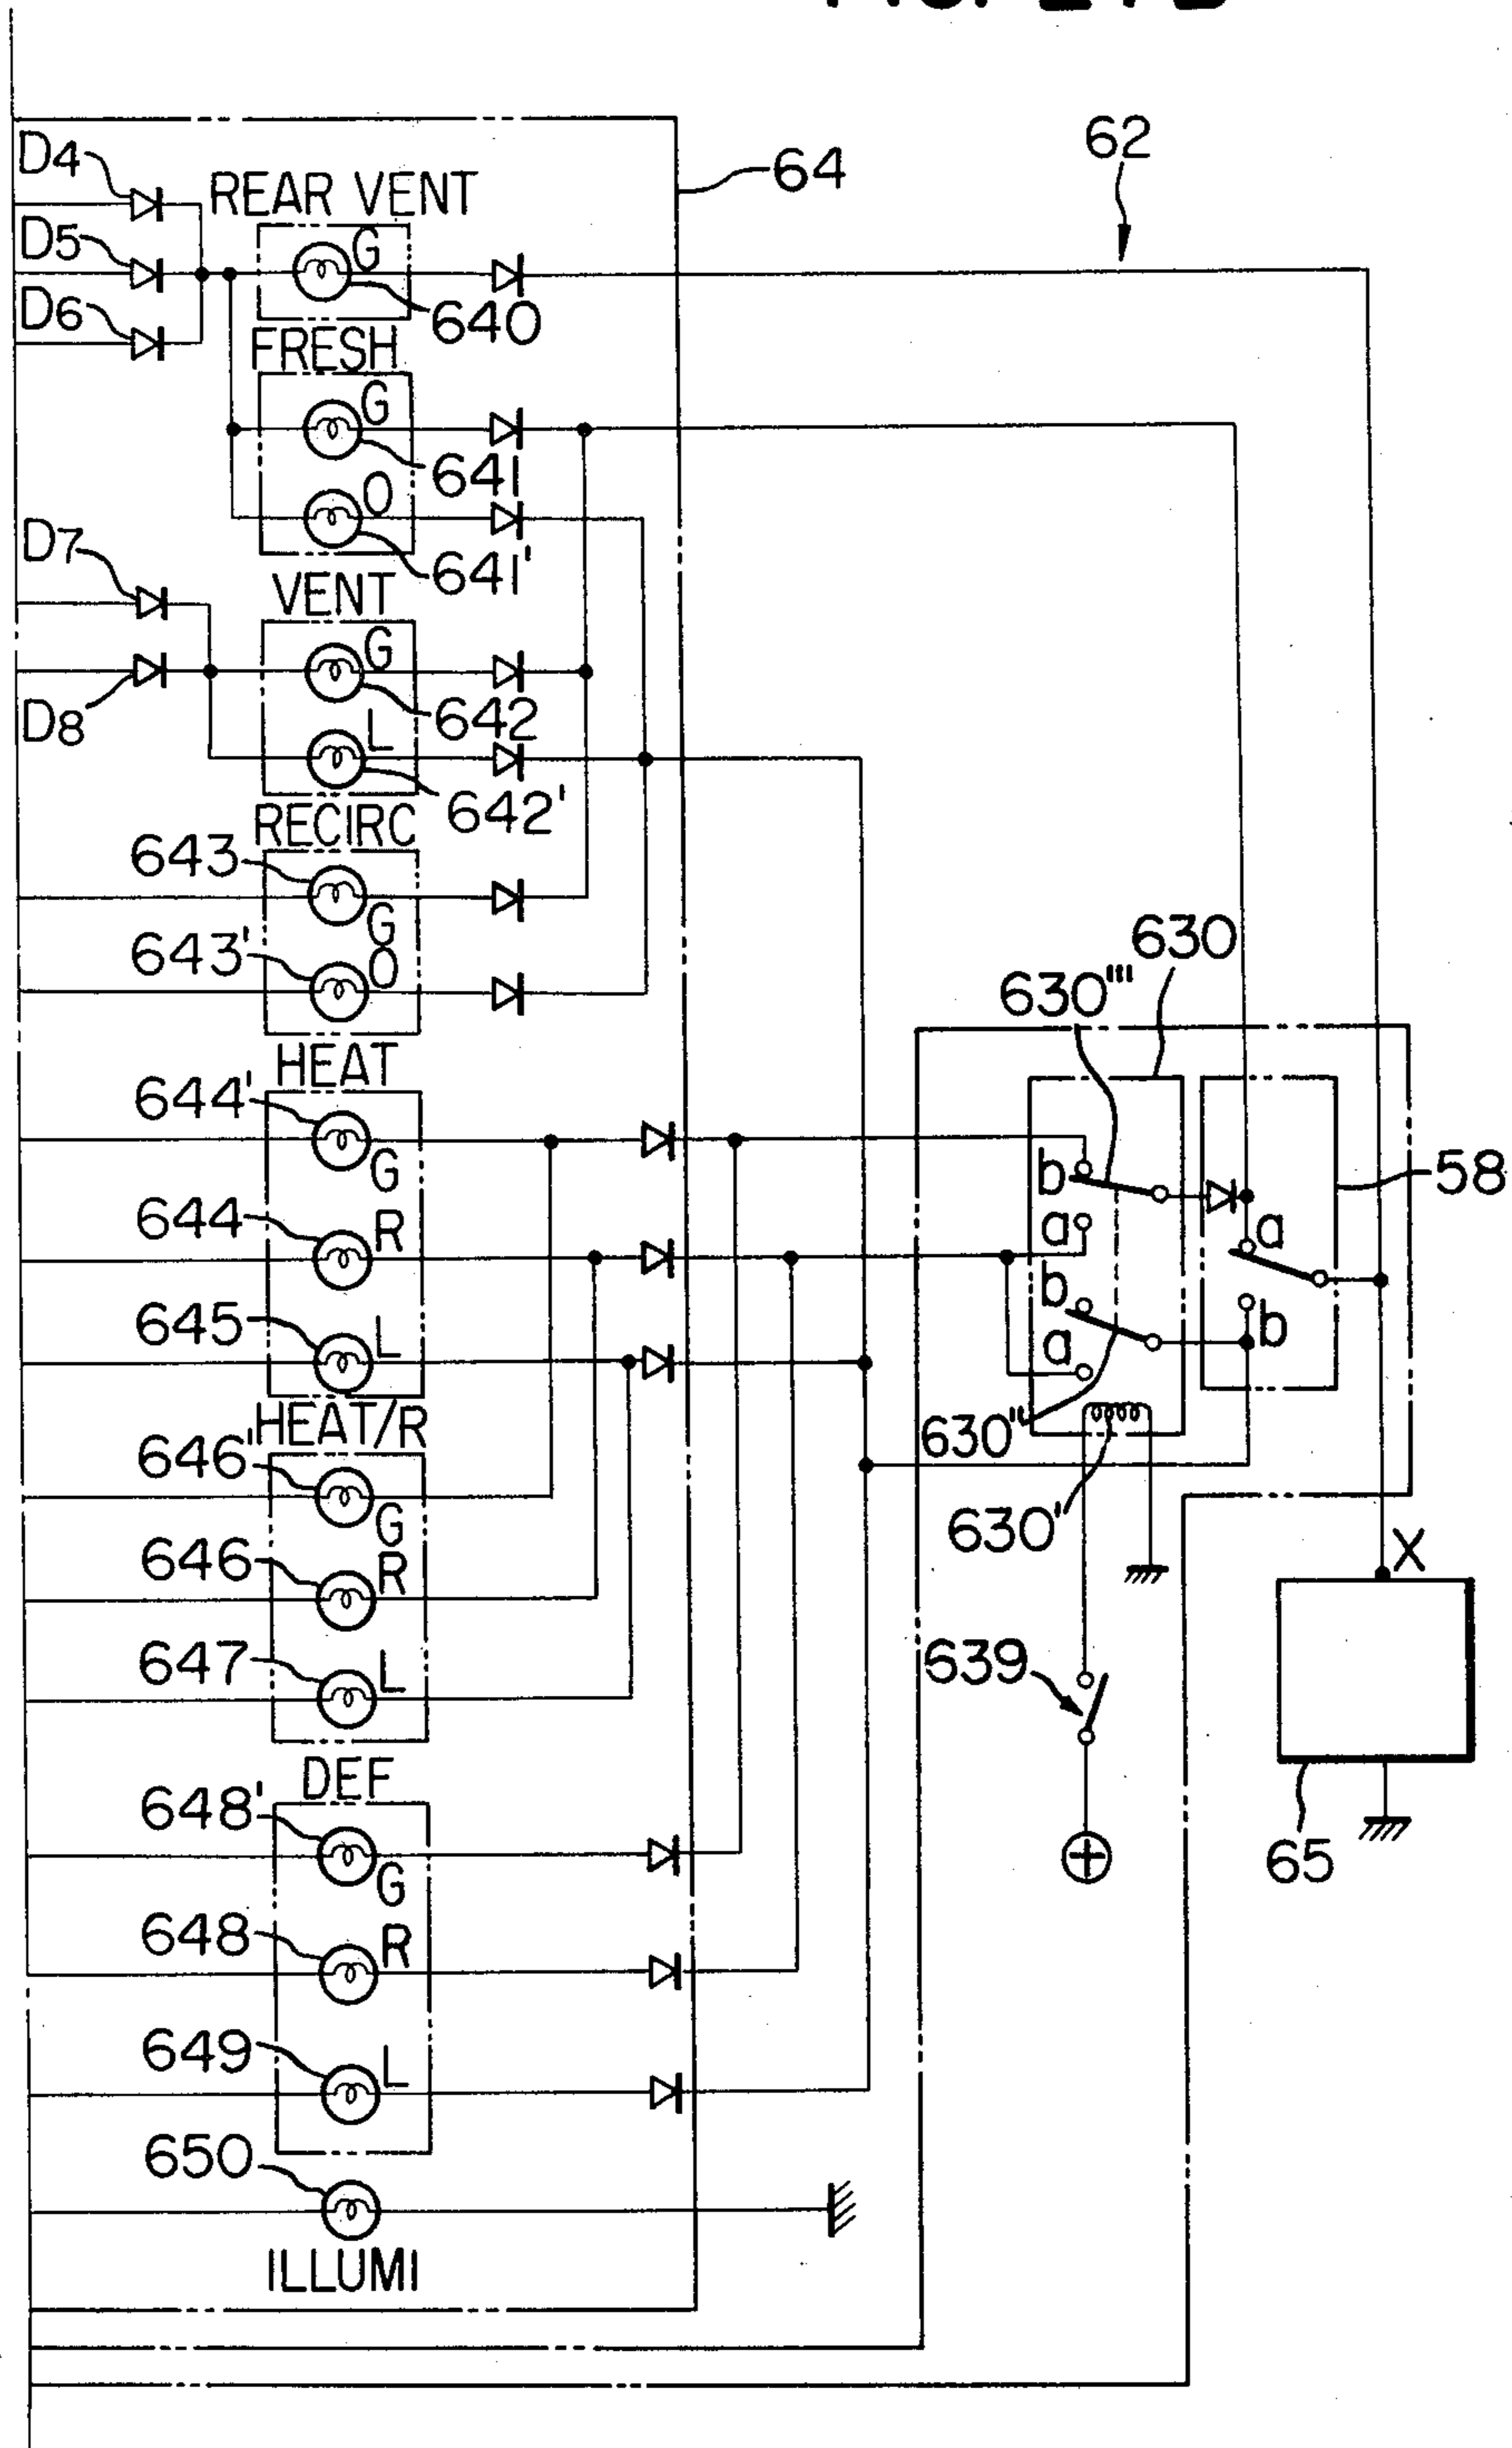 62
64
D4
REAR VENT
G
D5
640
D6
FRESH
G
641
O
641'
D7
VENT
G
D8
642
L
642'
RECIRC
643
G
643'
O
630
630'''
HEAT
644'
G
b
58
644
R
a
a
b
645
L
a
b
HEAT/R
630''
646'
G
630'
X
646
R
647
L
639
DEF
648'
G
65
648
R
649
L
650
ILLUMI